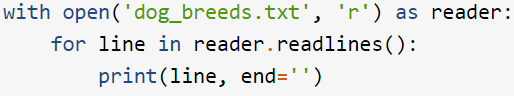 with open('dog_breeds.txt', 'r') as reader:
    for line in reader.readlines():
        print(line, end='')